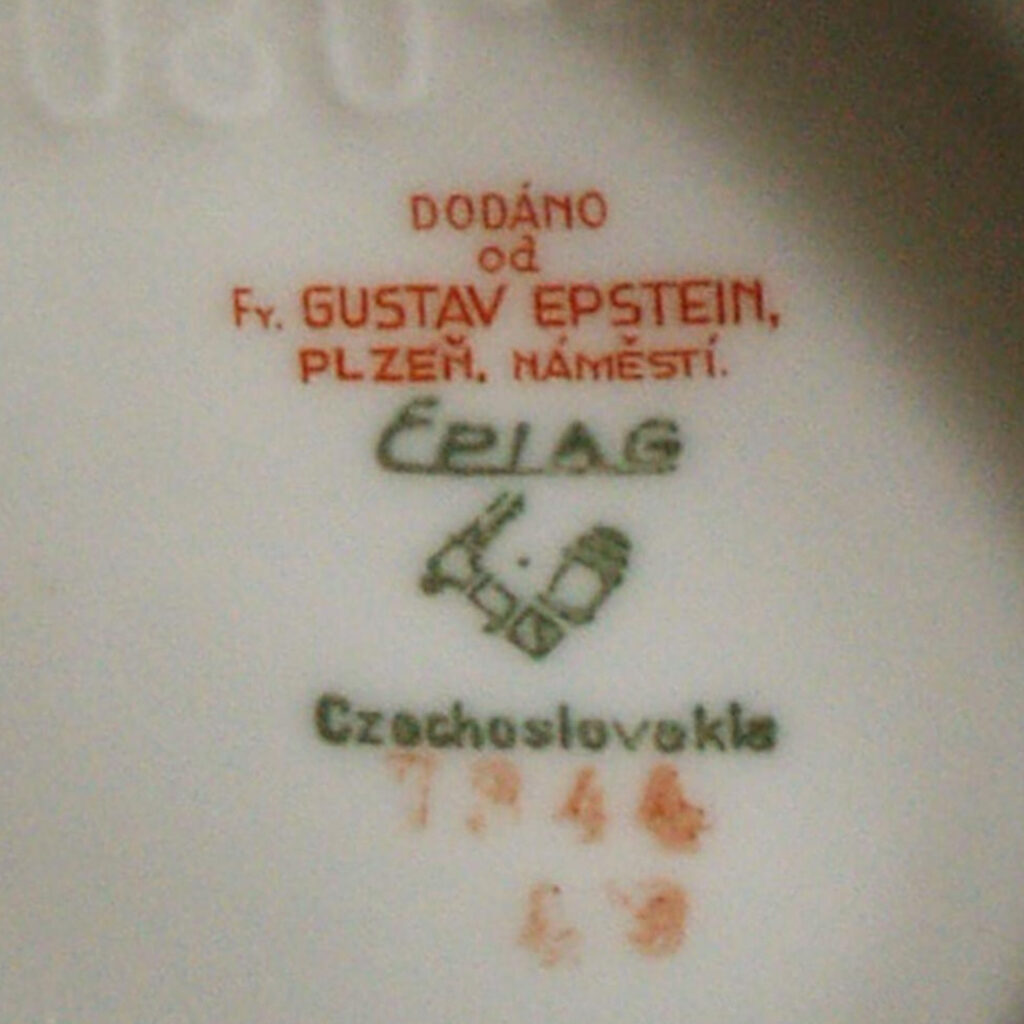 DODÁNO
od
Fy. GUSTAV EPSTEIN,
PLZEŇ. NÁMĚSTÍ.
EPIAG
Czechoslovakia